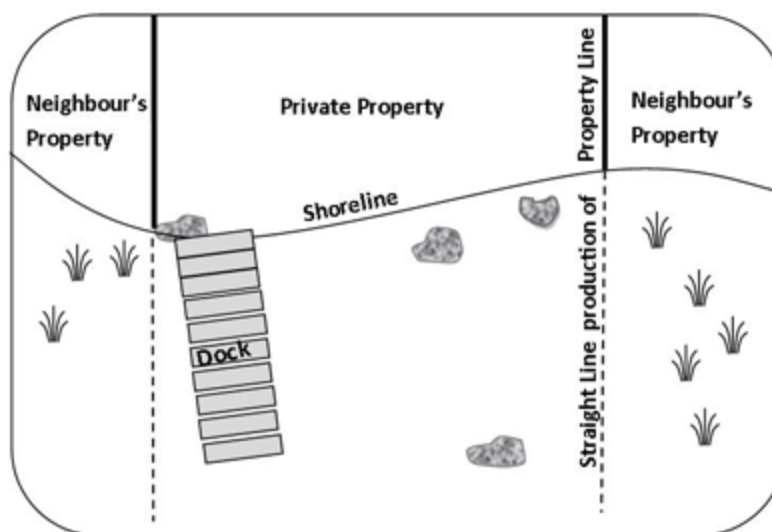 Neighbour's
Property
Private Property
Property Line
Neighbour's
Property
Shoreline
Straight Line production of
Dock